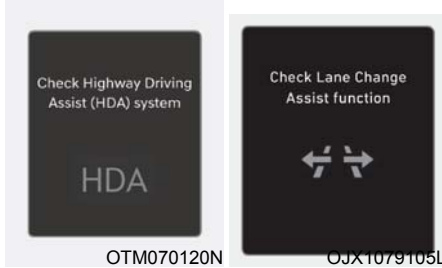 Check Highway Driving
Assist (HDA) system
HDA
OTM070120N
Check Lane Change
Assist function
OJX1079105L